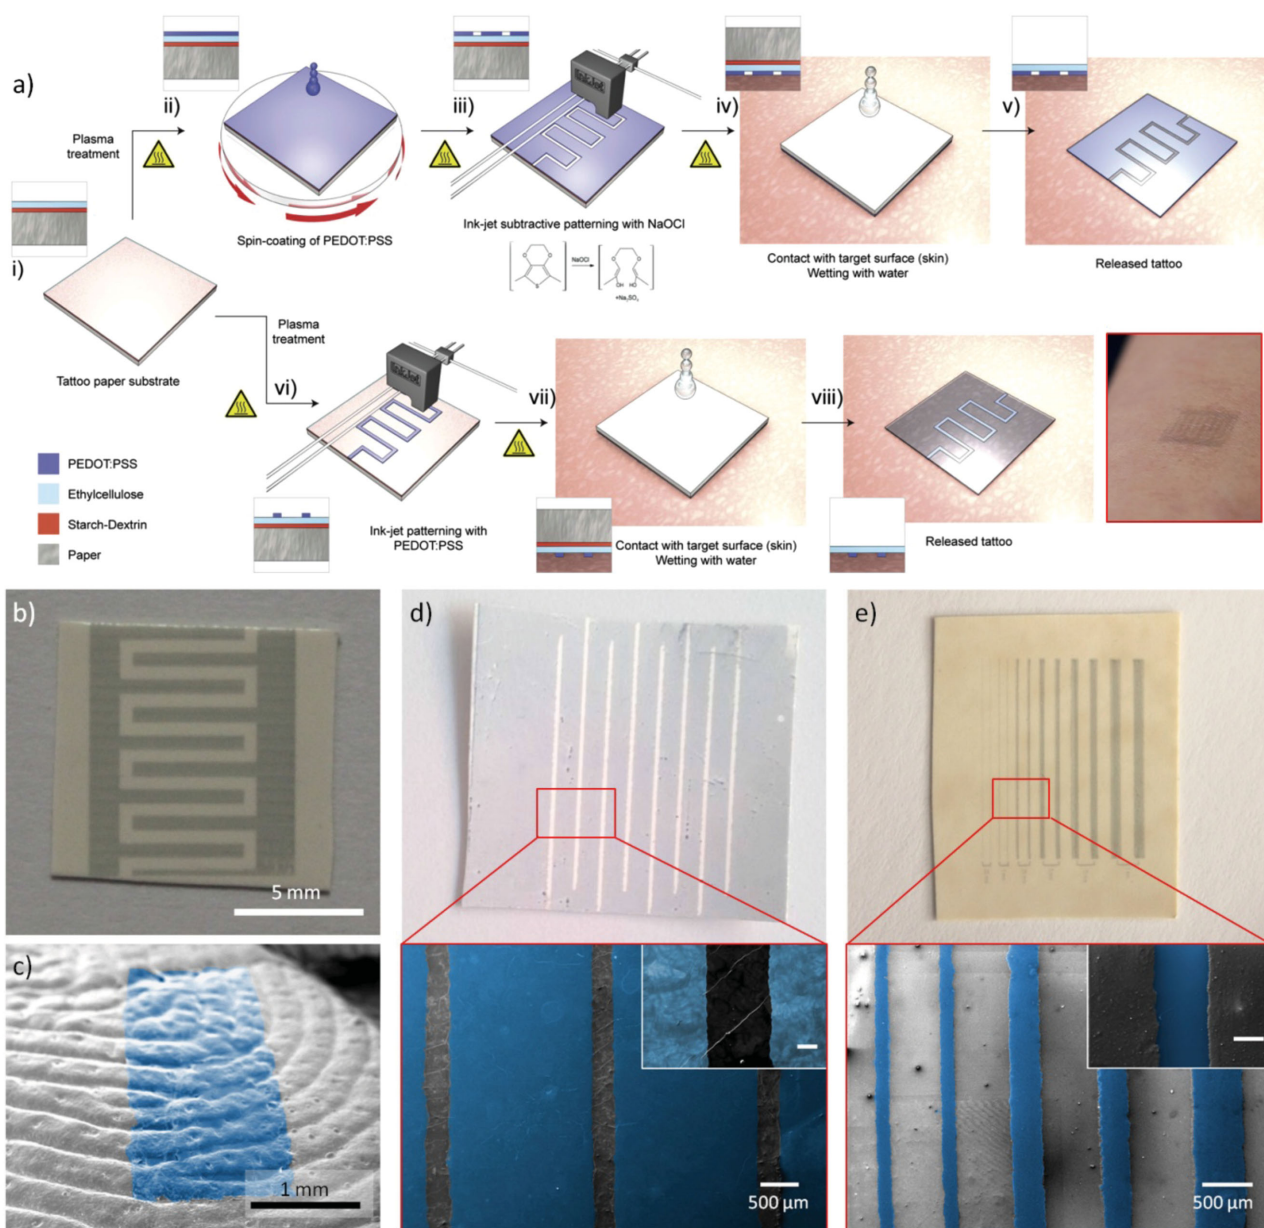 a)
ii)
iii)
iv)
v)
Plasma
treatment
Spin-coating of PEDOT:PSS
Ink-jet subtractive patterning with NaOCl
Contact with target surface (skin)
Wetting with water
Released tattoo
NaOCl
OH HO
+Na₂SO₄
i)
Tattoo paper substrate
Plasma
treatment
vi)
vii)
viii)
PEDOT:PSS
Ethylcellulose
Starch-Dextrin
Paper
Ink-jet patterning with
PEDOT:PSS
Contact with target surface (skin)
Wetting with water
Released tattoo
b)
5 mm
c)
1 mm
d)
500 µm
e)
500 µm